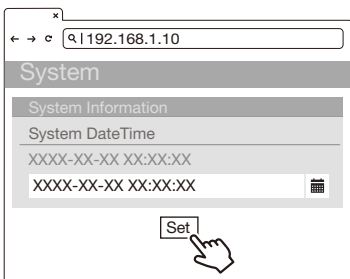 192.168.1.10
System
System Information
System DateTime
XXXX-XX-XX XX:XX:XX
XXXX-XX-XX XX:XX:XX
Set